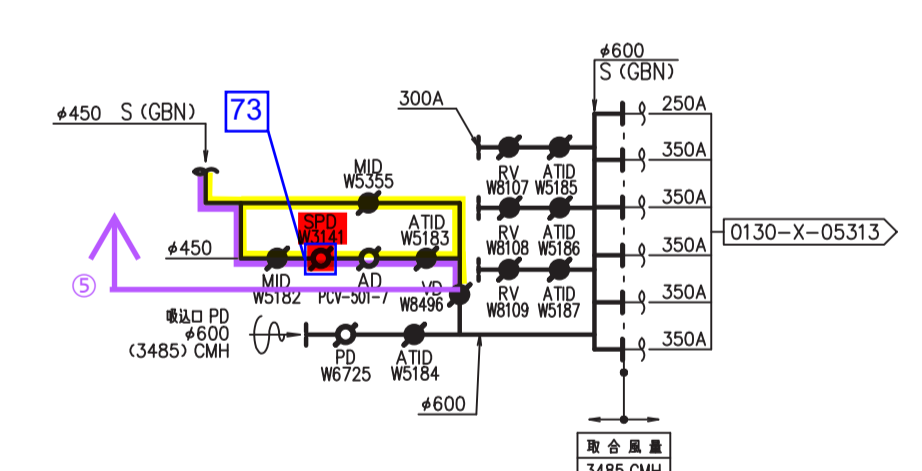 φ600
S (GBN)
300A
250A
φ450 S (GBN)
73
350A
MID
W5355
RV
W8107
ATID
W5185
350A
SPD
W3141
ATID
W5183
RV
W8108
ATID
W5186
0130-X-05313
φ450
350A
⑤
MID
W5182
AD
PCV-501-7
VD
W8496
RV
W8109
ATID
W5187
350A
吸込口 PD
φ600
(3485) CMH
350A
PD
W6725
ATID
W5184
φ600
取合風量
3485 CMH